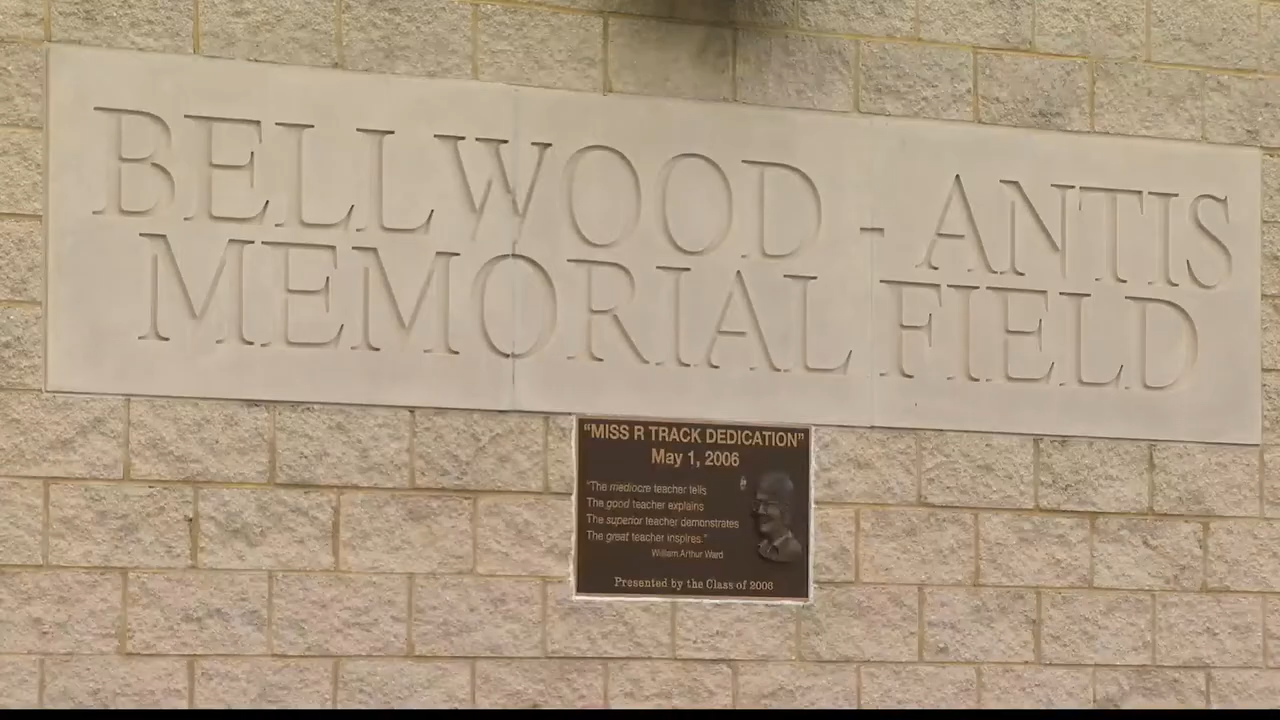 BELLWOOD - ANTIS
MEMORIAL FIELD
"MISS R TRACK DEDICATION"
May 1, 2006
"The mediocre teacher tells
The good teacher explains
The superior teacher demonstrates
The great teacher inspires."
William Arthur Ward
Presented by the Class of 2006